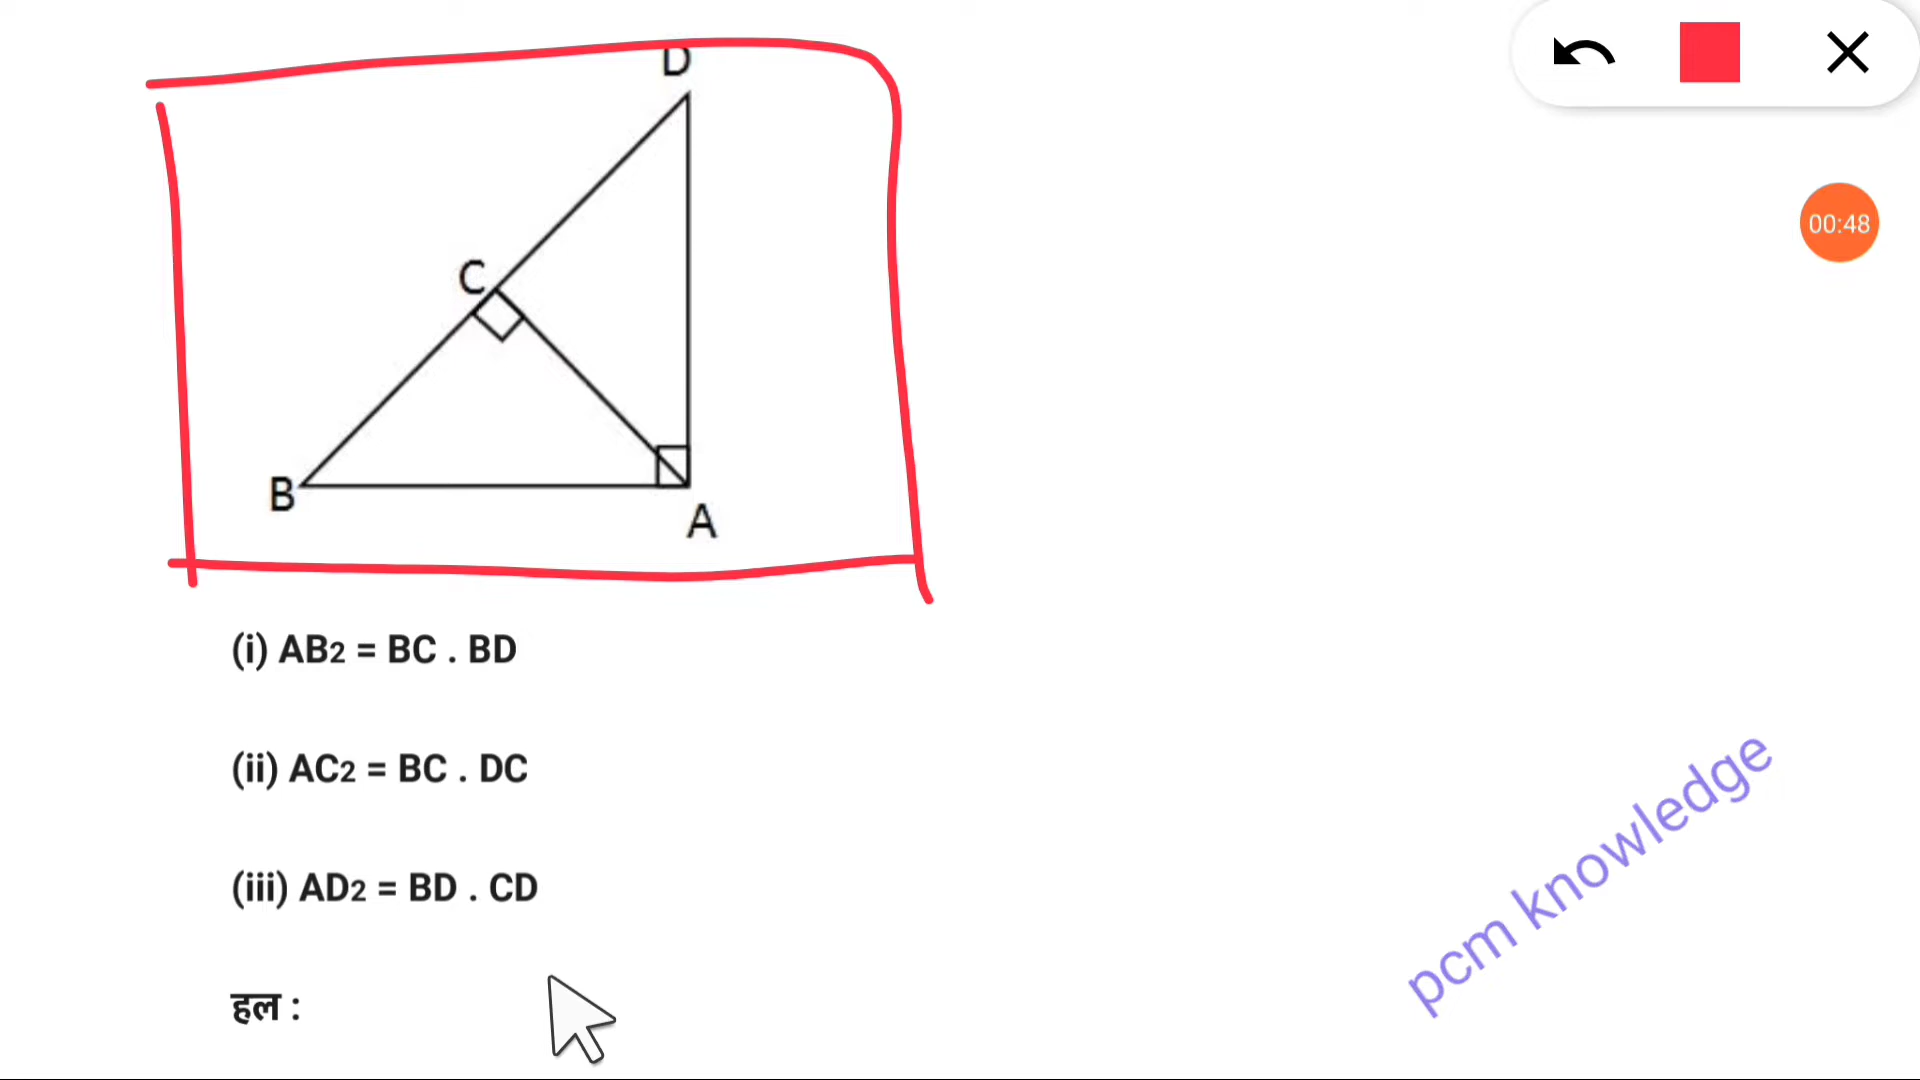 D
00:48
C
B
A
(i) AB2 = BC . BD
(ii) AC2 = BC . DC
(iii) AD2 = BD . CD
हल :
pcm knowledge